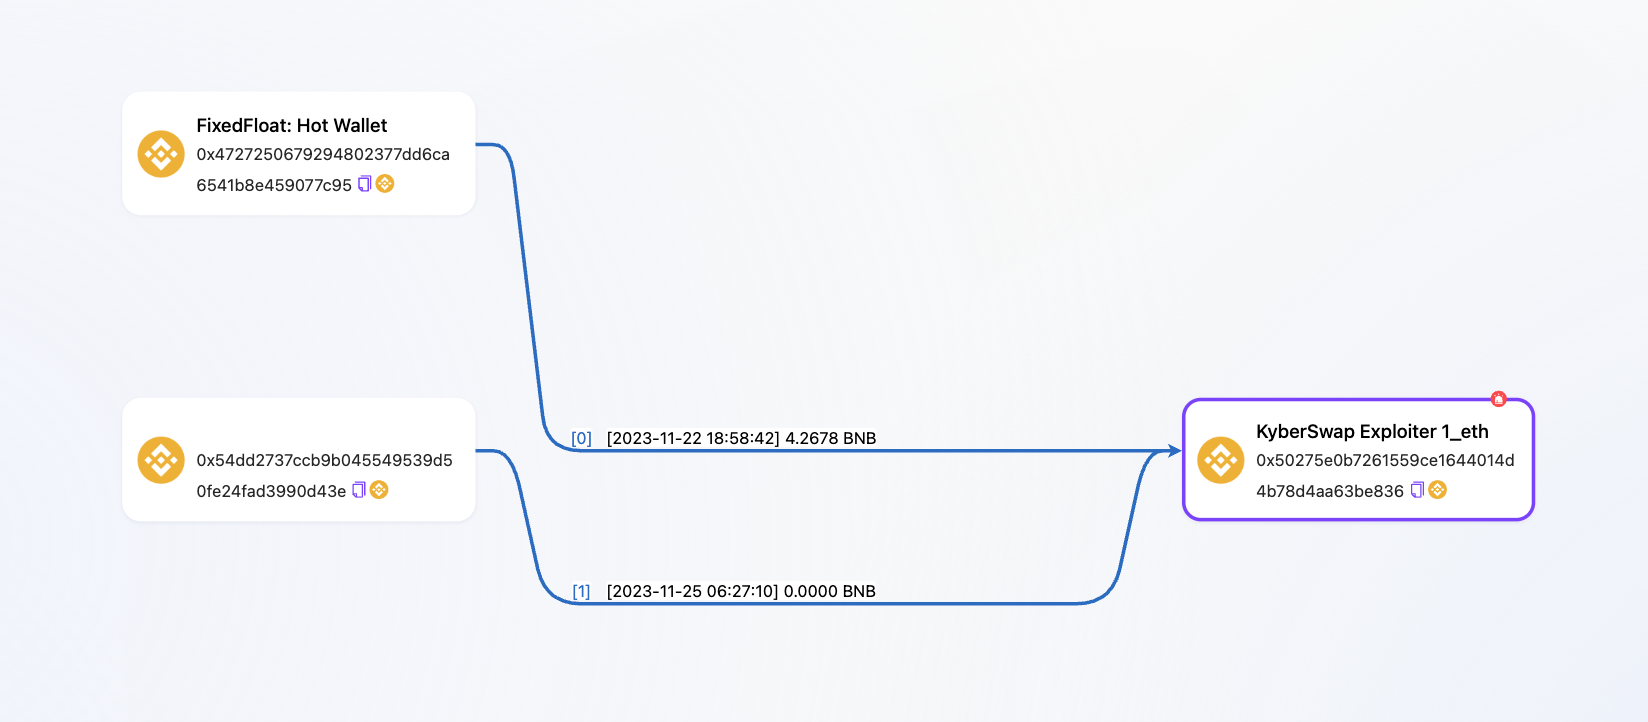 FixedFloat: Hot Wallet
0x4727250679294802377dd6ca
6541b8e459077c95
0x54dd2737ccb9b045549539d5
0fe24fad3990d43e
[0] [2023-11-22 18:58:42] 4.2678 BNB
[1] [2023-11-25 06:27:10] 0.0000 BNB
KyberSwap Exploiter 1_eth
0x50275e0b7261559ce1644014d
4b78d4aa63be836